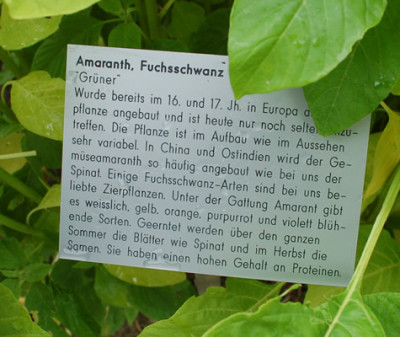 Amaranth, Fuchsschwanz
"Grüner"
Wurde bereits im 16. und 17. Jh. in Europa a
pflanze angebaut und ist heute nur noch selten zu-
treffen. Die Pflanze ist im Aufbau wie im Aussehen
sehr variabel. In China und Ostindien wird der Ge-
müseamaranth so häufig angebaut wie bei uns der
Spinat. Einige Fuchsschwanz-Arten sind bei uns be-
liebte Zierpflanzen. Unter der Gattung Amarant gibt
es weisslich, gelb, orange, purpurrot und violett blüh-
ende Sorten. Geerntet werden über den ganzen
Sommer die Blätter wie Spinat und im Herbst die
Samen. Sie haben einen hohen Gehalt an Proteinen.